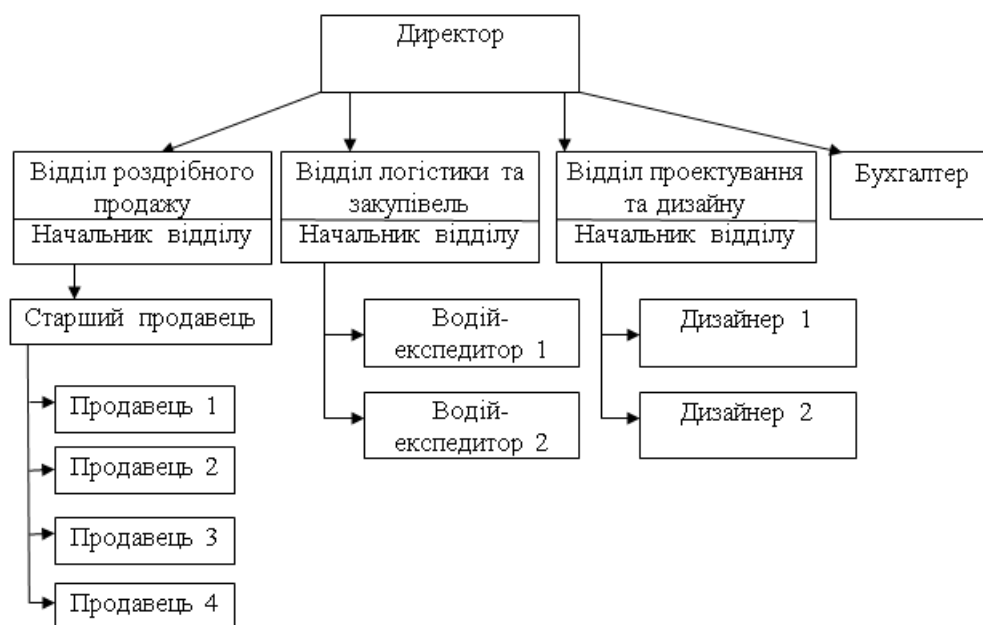 Директор
Відділ роздрібного
продажу
Начальник відділу
Відділ логістики та
закупівель
Начальник відділу
Відділ проектування
та дизайну
Начальник відділу
Бухгалтер
Старший продавець
Продавець 1
Продавець 2
Продавець 3
Продавець 4
Водій-
експедитор 1
Водій-
експедитор 2
Дизайнер 1
Дизайнер 2